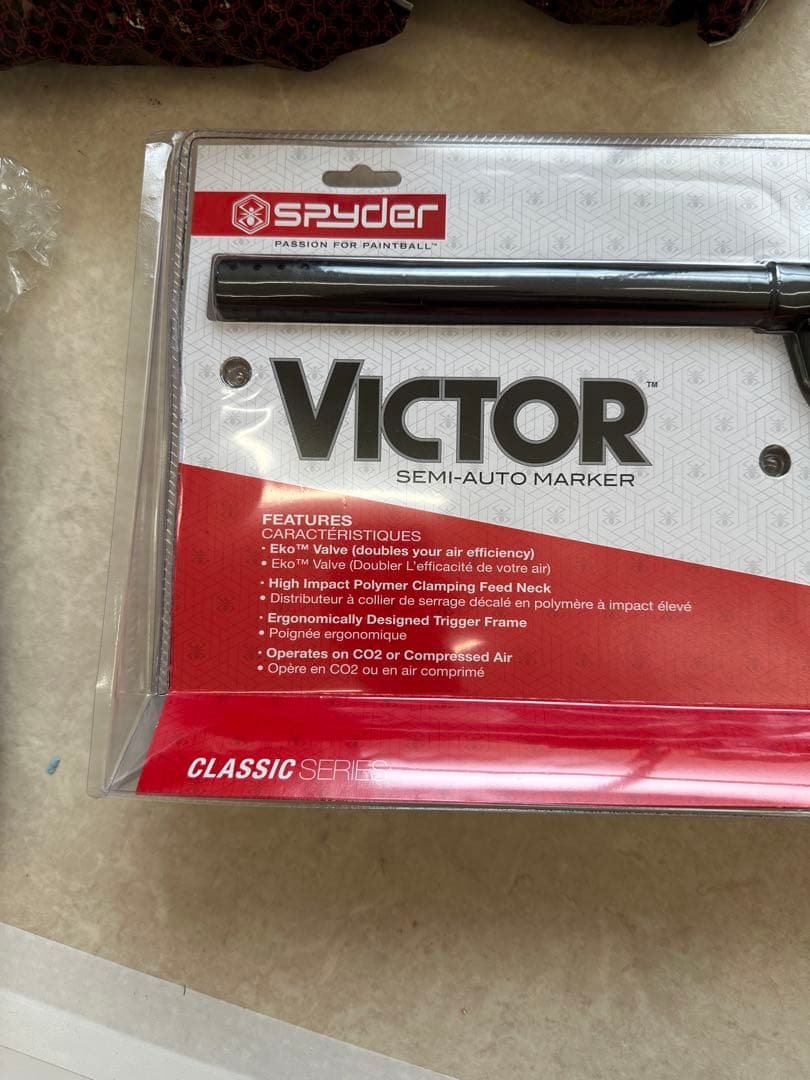 SPYDER
PASSION FOR PAINTBALL™
VICTOR™
SEMI-AUTO MARKER
FEATURES
CARACTÉRISTIQUES
· Eko™ Valve (doubles your air efficiency)
• Eko™ Valve (Doubler L'efficacité de votre air)
· High Impact Polymer Clamping Feed Neck
• Distributeur à collier de serrage décalé en polymère à impact élevé
· Ergonomically Designed Trigger Frame
• Poignée ergonomique
· Operates on CO2 or Compressed Air
• Opère en CO2 ou en air comprimé
CLASSIC SERIES